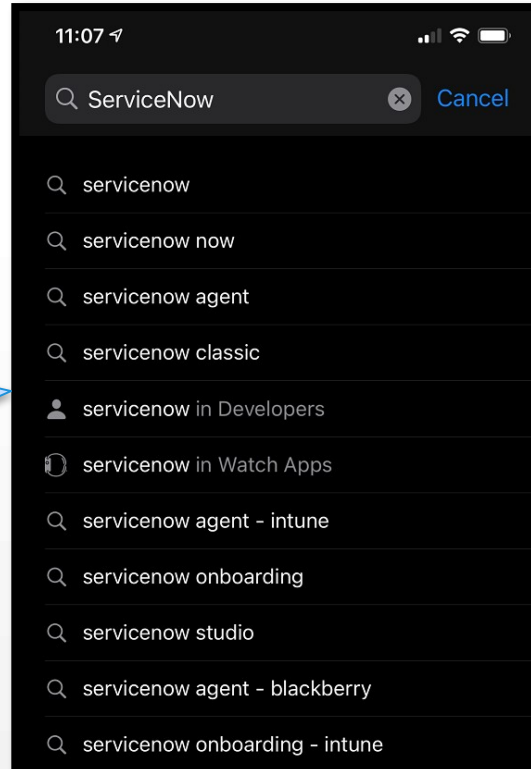 11:07
ServiceNow
Cancel
servicenow
servicenow now
servicenow agent
servicenow classic
servicenow in Developers
servicenow in Watch Apps
servicenow agent - intune
servicenow onboarding
servicenow studio
servicenow agent - blackberry
servicenow onboarding - intune